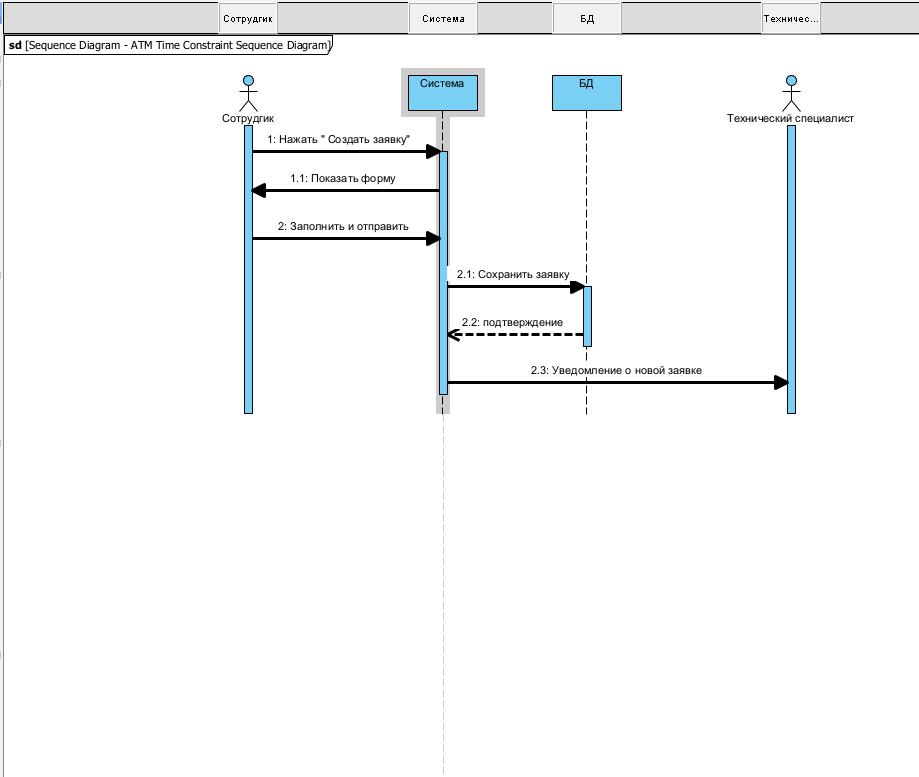 Сотрудгик Система БД Техничес...
sd [Sequence Diagram - ATM Time Constraint Sequence Diagram]
Система БД
Сотрудгик Технический специалист
1: Нажать " Создать заявку"
1.1: Показать форму
2: Заполнить и отправить
2.1: Сохранить заявку
2.2: подтверждение
2.3: Уведомление о новой заявке